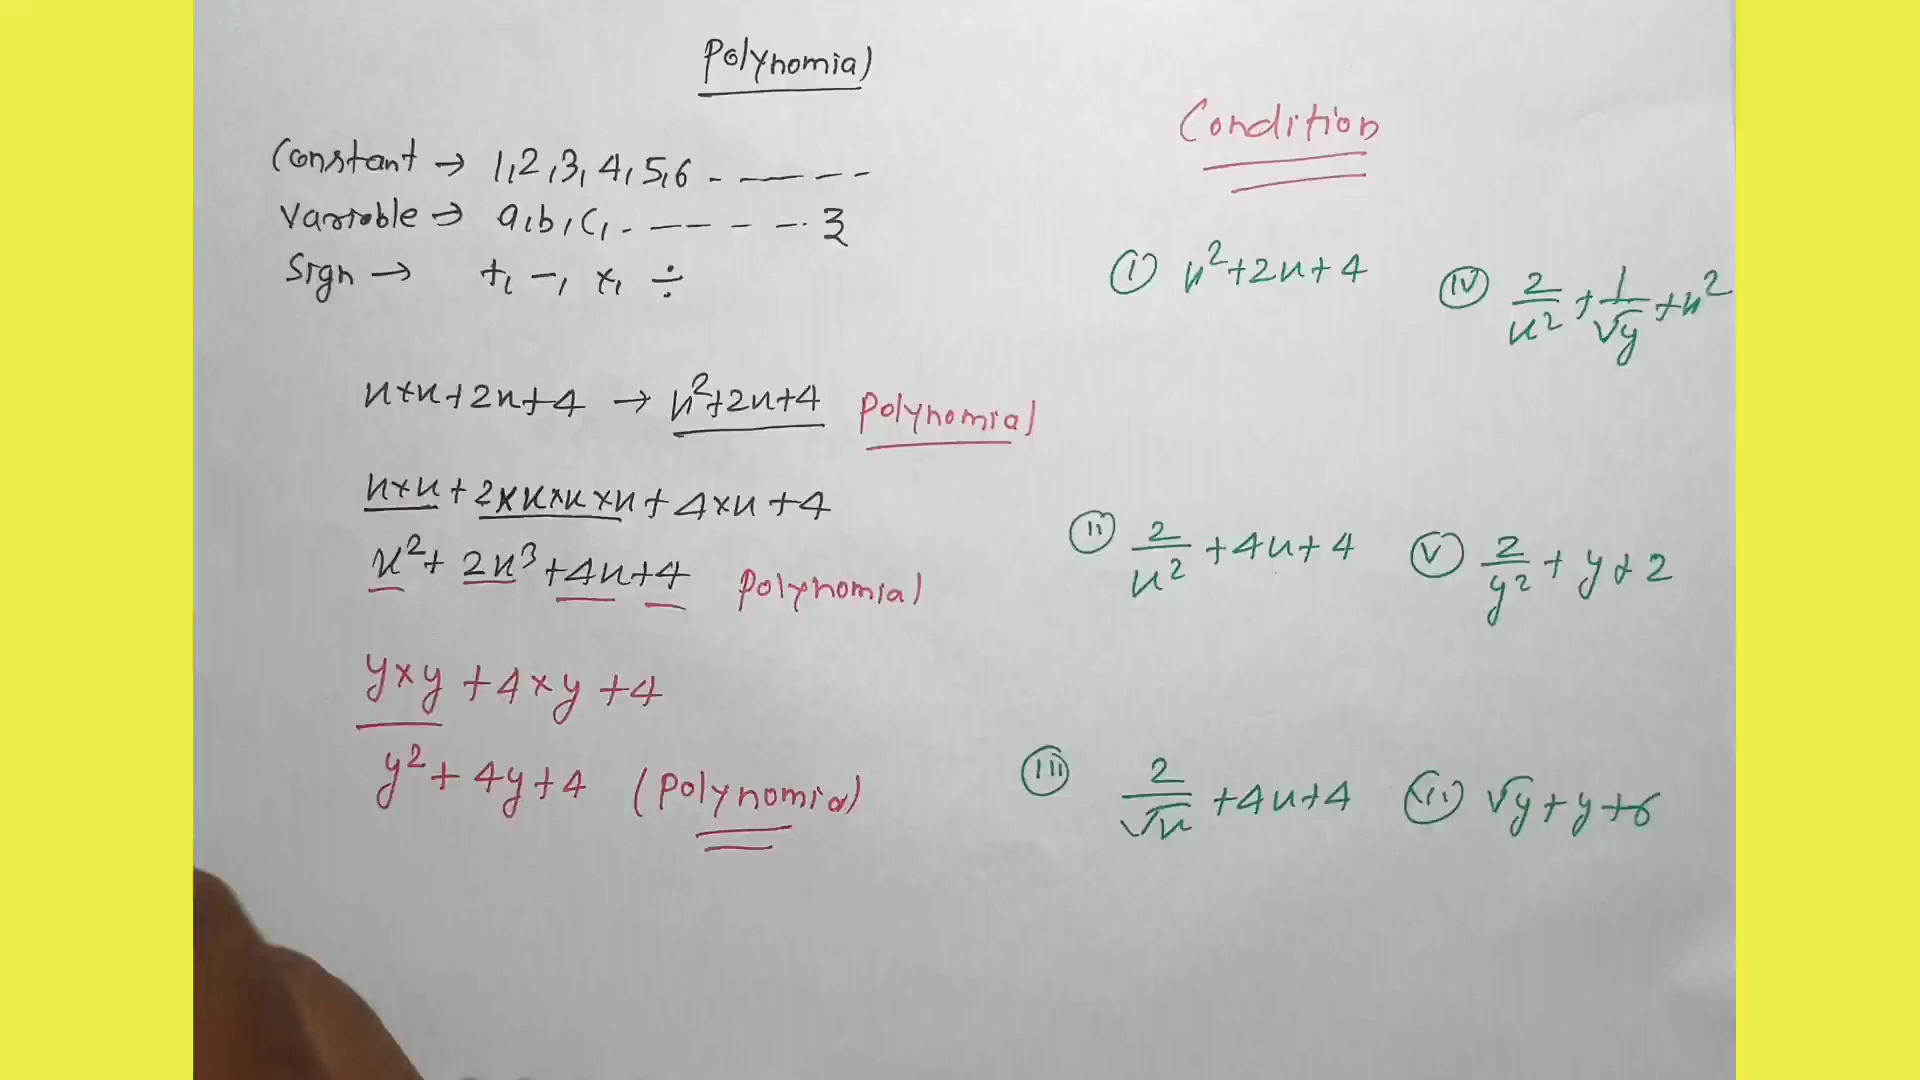 Polynomial
Constant → 1,2,3,4,5,6 - - - - -
Variable → a,b,c, - - - - - - z
Sign → +, -, ×, ÷
x×x+2x+4 → x²+2x+4 Polynomial
x×x+2×x×x×x+4×x+4
x²+2x³+4x+4 Polynomial
y×y+4×y+4
y²+4y+4 (Polynomial)
Condition
(i) x²+2x+4
(ii) 2/x²+4x+4
(iii) 2/√x+4x+4
(iv) 2/x²+1/√y+x²
(v) 2/y²+y+2
√y+y+6